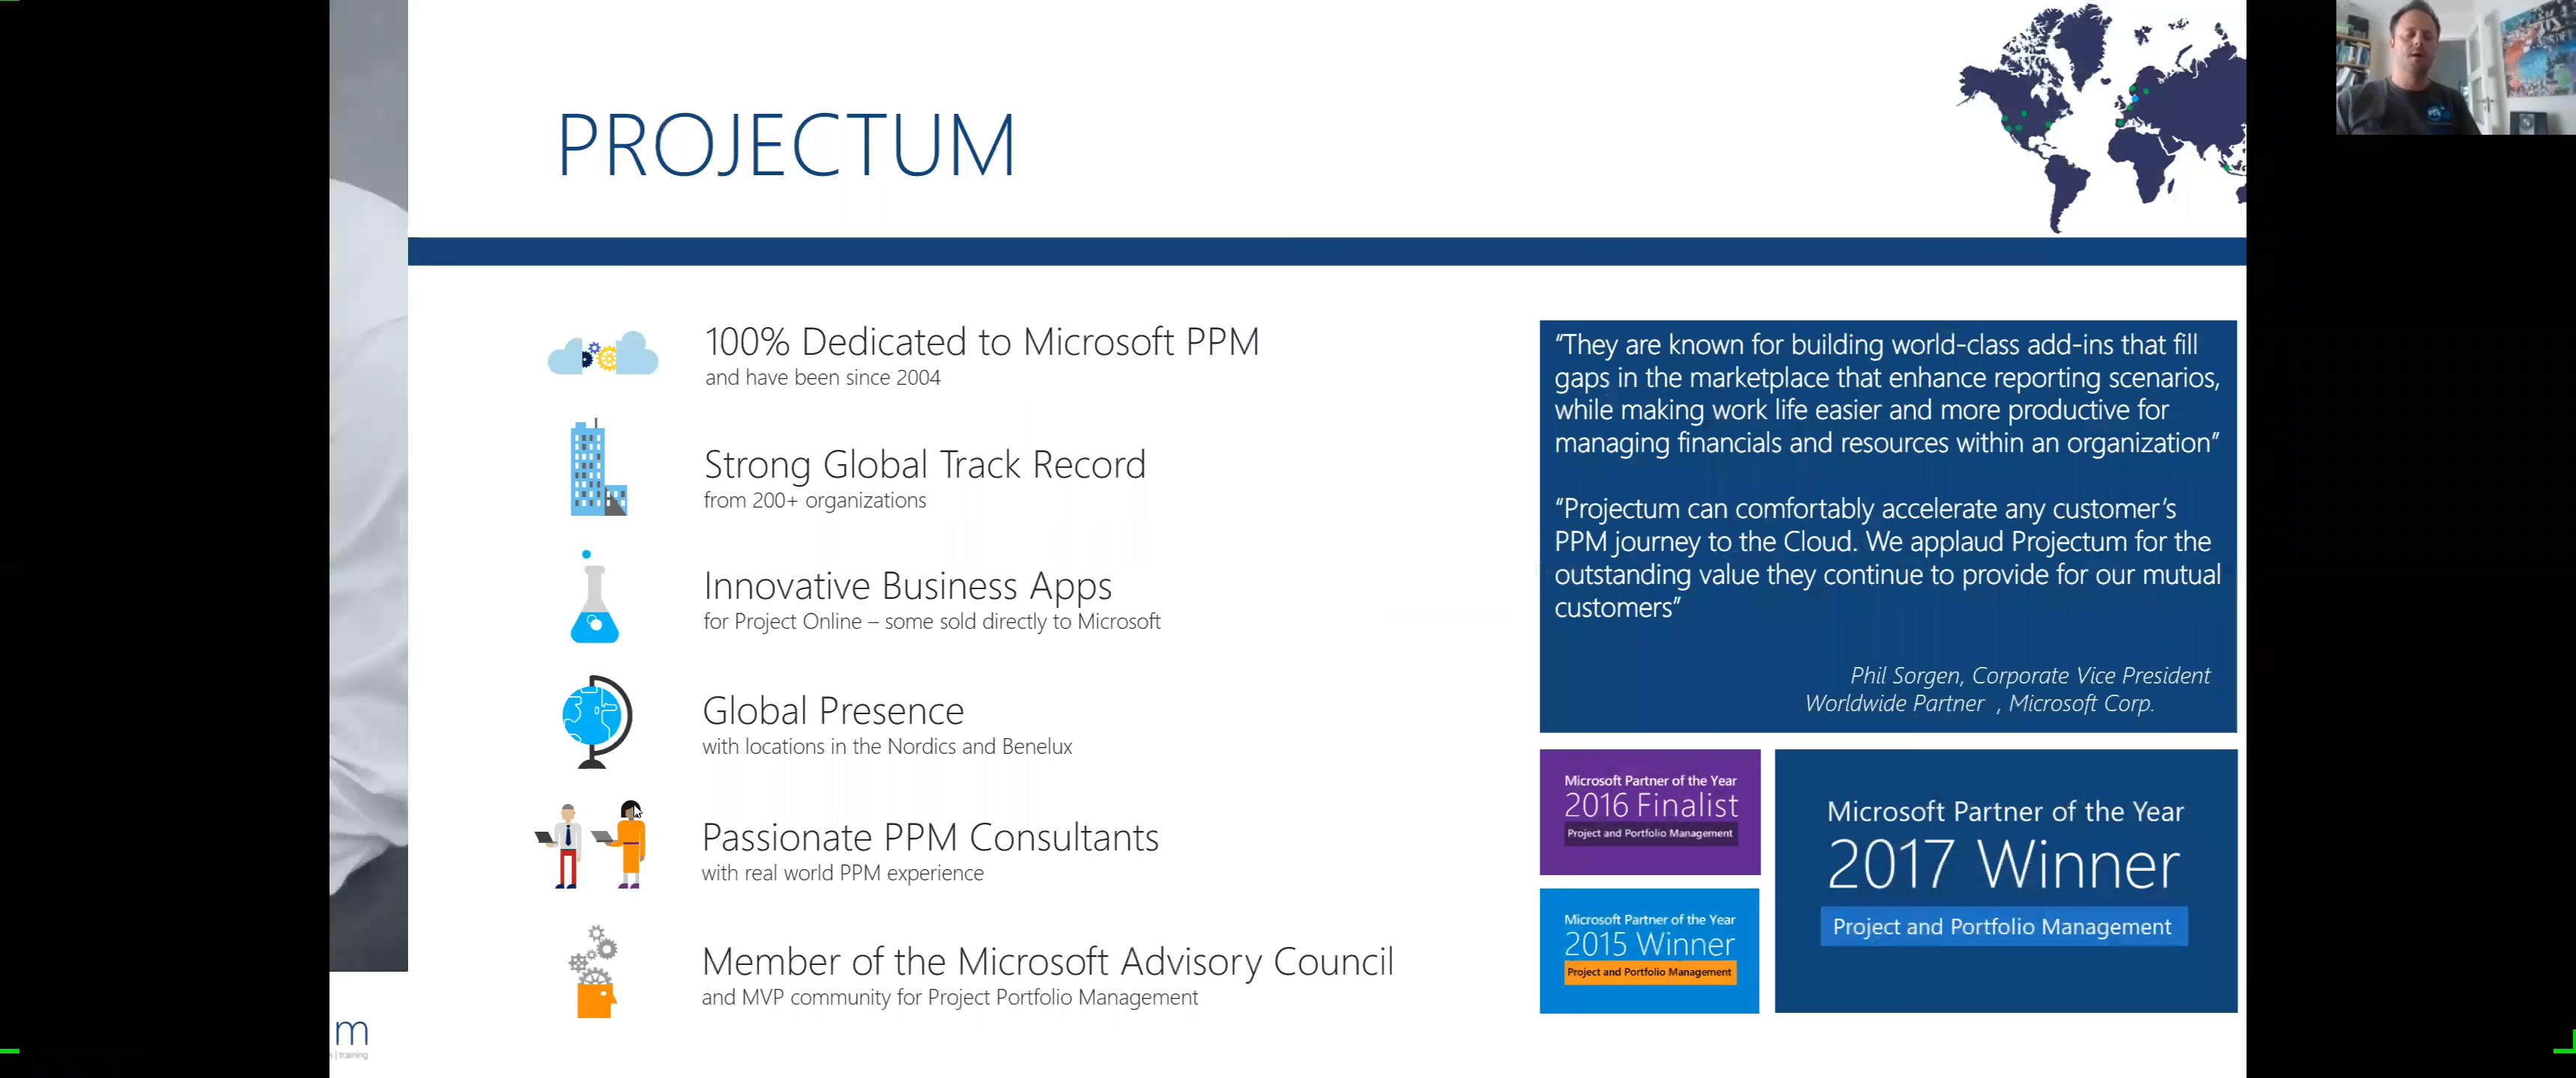 PROJECTUM
100% Dedicated to Microsoft PPM
and have been since 2004
Strong Global Track Record
from 200+ organizations
Innovative Business Apps
for Project Online – some sold directly to Microsoft
Global Presence
with locations in the Nordics and Benelux
Passionate PPM Consultants
with real world PPM experience
Member of the Microsoft Advisory Council
and MVP community for Project Portfolio Management
“They are known for building world-class add-ins that fill
gaps in the marketplace that enhance reporting scenarios,
while making work life easier and more productive for
managing financials and resources within an organization”
“Projectum can comfortably accelerate any customer’s
PPM journey to the Cloud. We applaud Projectum for the
outstanding value they continue to provide for our mutual
customers”
Phil Sorgen, Corporate Vice President
Worldwide Partner , Microsoft Corp.
Microsoft Partner of the Year
2016 Finalist
Project and Portfolio Management
Microsoft Partner of the Year
2015 Winner
Project and Portfolio Management
Microsoft Partner of the Year
2017 Winner
Project and Portfolio Management
m
s | training